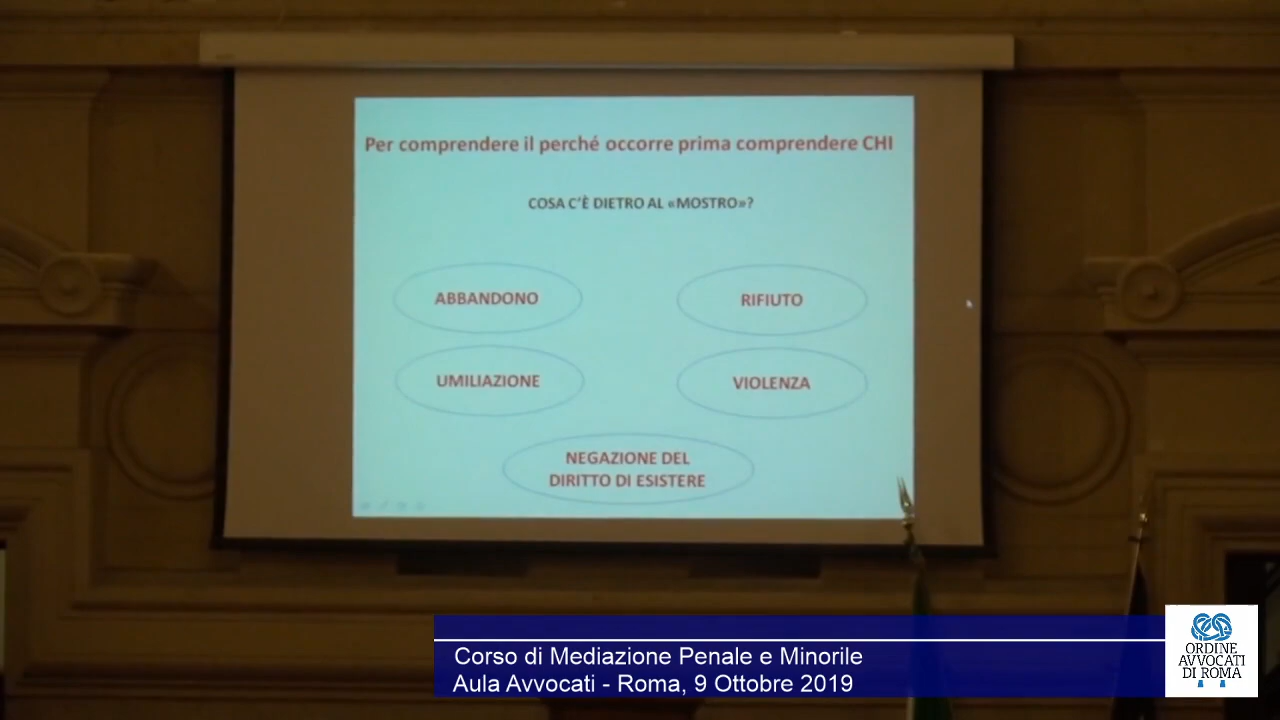 Per comprendere il perché occorre prima comprendere CHI
COSA C'È DIETRO AL «MOSTRO»?
ABBANDONO
RIFIUTO
UMILIAZIONE
VIOLENZA
NEGAZIONE DEL
DIRITTO DI ESISTERE
Corso di Mediazione Penale e Minorile
Aula Avvocati - Roma, 9 Ottobre 2019
ORDINE
AVVOCATI
DI ROMA